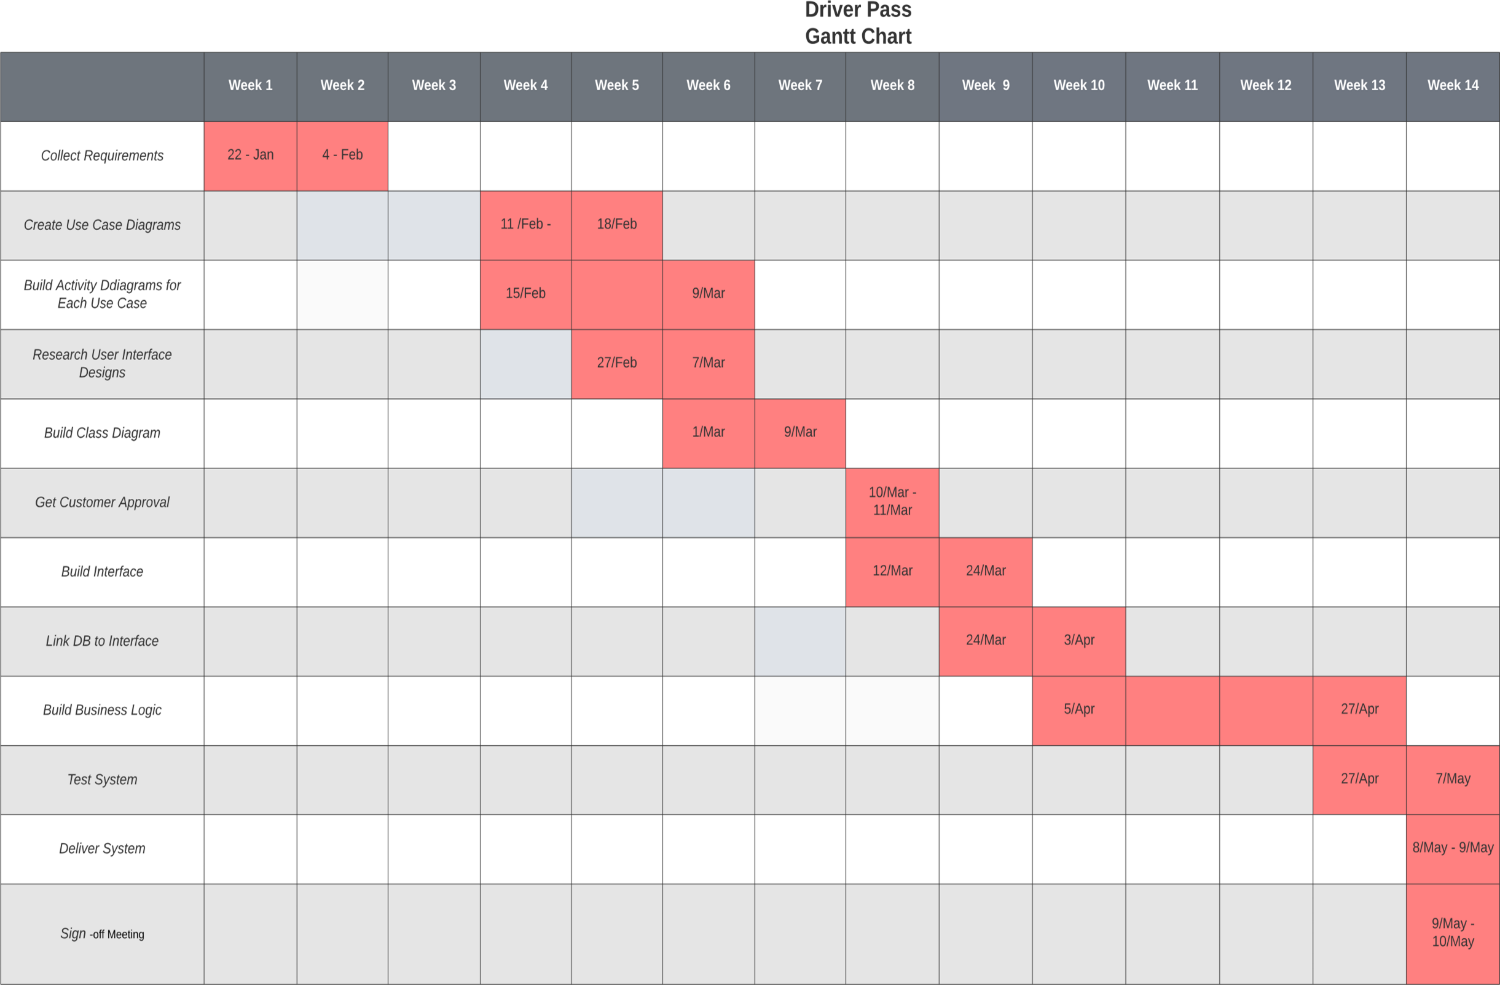 Driver Pass
Gantt Chart
Week 1 Week 2 Week 3 Week 4 Week 5 Week 6 Week 7 Week 8 Week  9 Week 10 Week 11 Week 12 Week 13 Week 14
Collect Requirements 22 - Jan 4 - Feb
Create Use Case Diagrams 11 /Feb - 18/Feb
Build Activity Ddiagrams for
Each Use Case 15/Feb 9/Mar
Research User Interface
Designs 27/Feb 7/Mar
Build Class Diagram 1/Mar 9/Mar
Get Customer Approval 10/Mar -
11/Mar
Build Interface 12/Mar 24/Mar
Link DB to Interface 24/Mar 3/Apr
Build Business Logic 5/Apr 27/Apr
Test System 27/Apr 7/May
Deliver System 8/May - 9/May
Sign -off Meeting 9/May -
10/May